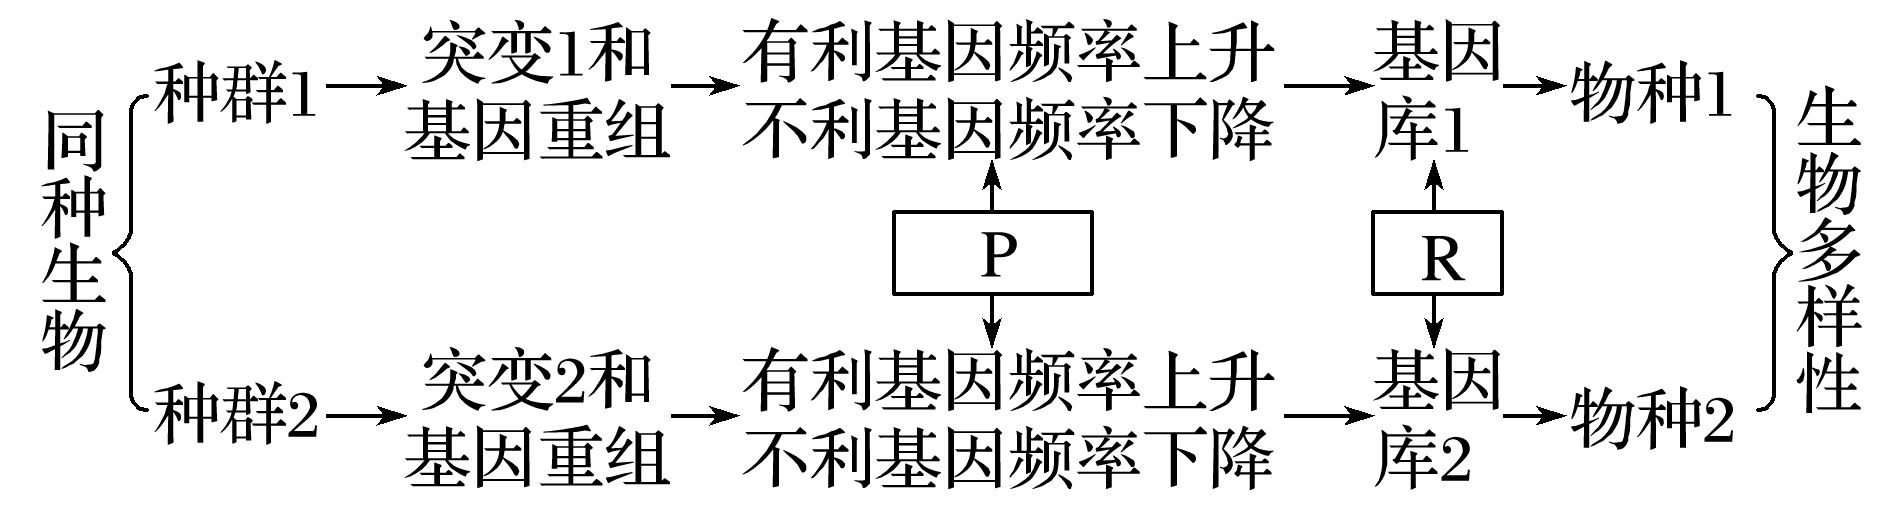 同种生物
种群1
突变1和
基因重组
有利基因频率上升
不利基因频率下降
基因
库1
物种1
P
R
种群2
突变2和
基因重组
有利基因频率上升
不利基因频率下降
基因
库2
物种2
生物多样性